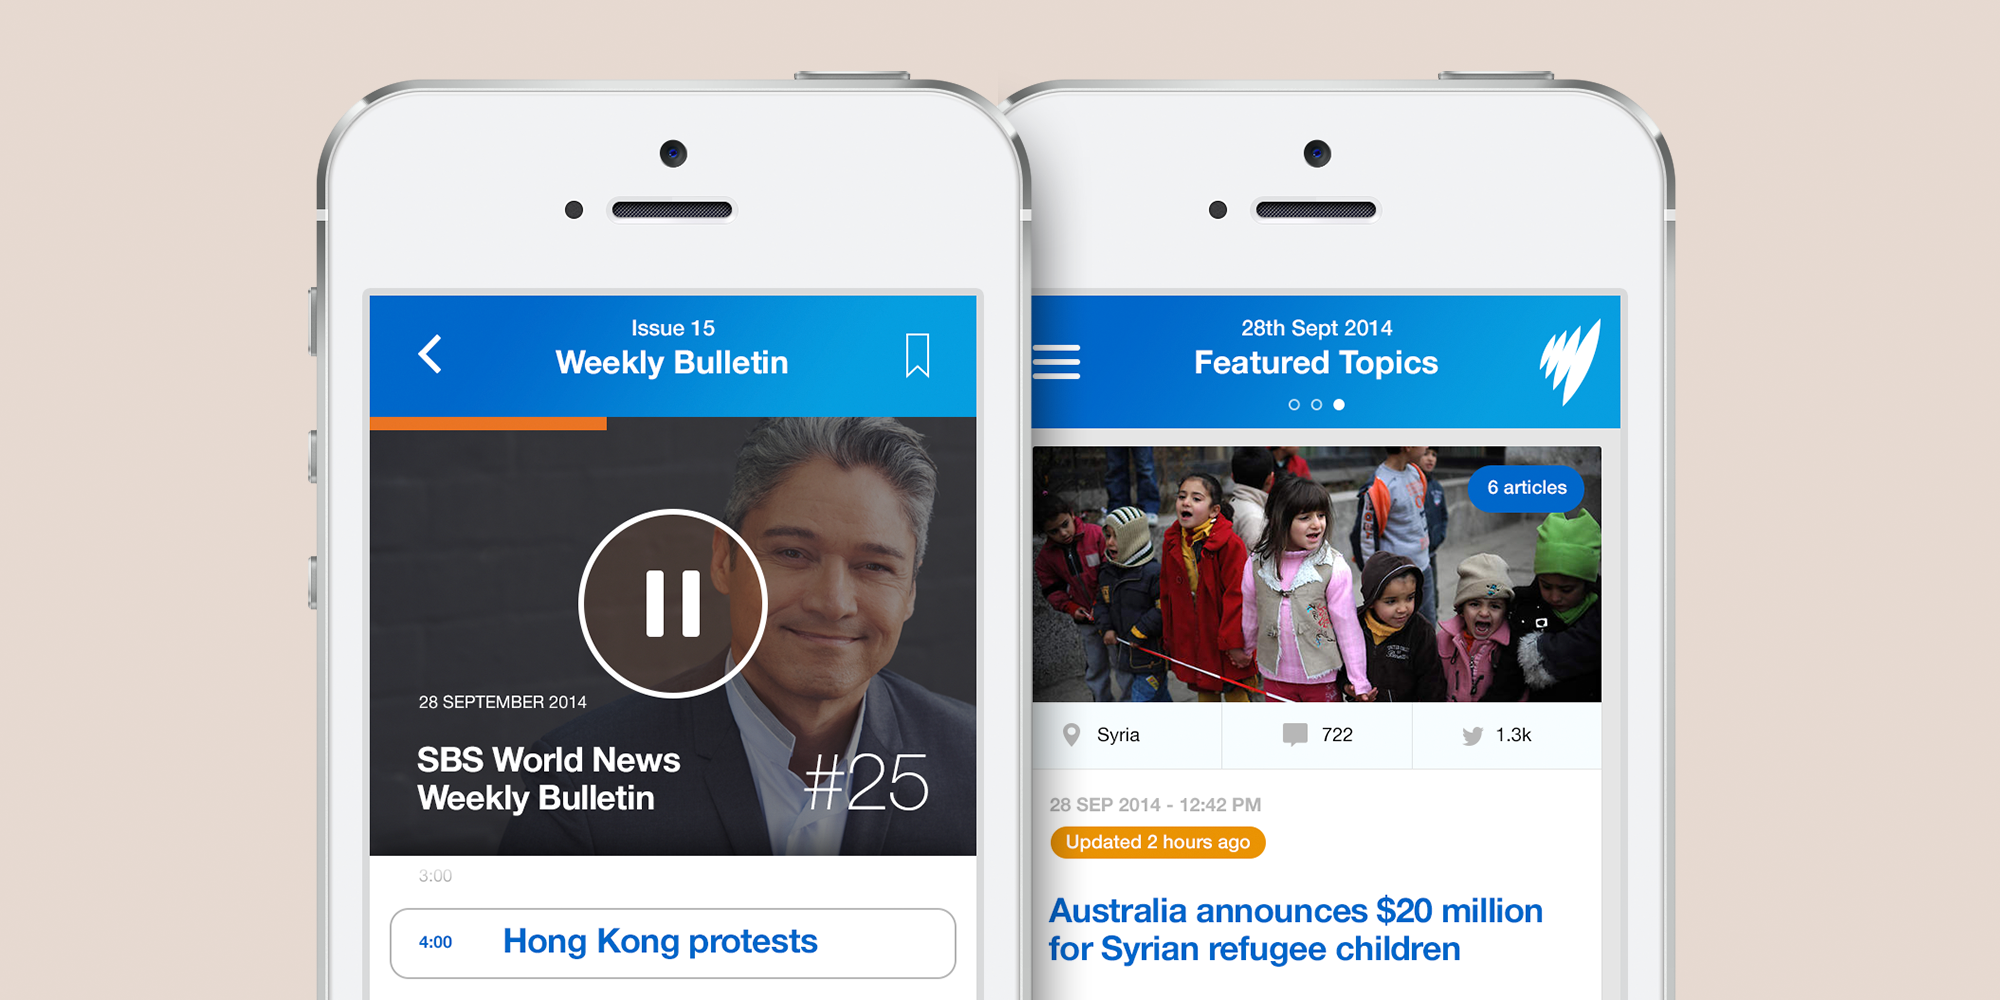 Issue 15
Weekly Bulletin
28 SEPTEMBER 2014
SBS World News
Weekly Bulletin
#25
3:00
4:00 Hong Kong protests
28th Sept 2014
Featured Topics
6 articles
Syria 722 1.3k
28 SEP 2014 - 12:42 PM
Updated 2 hours ago
Australia announces $20 million
for Syrian refugee children